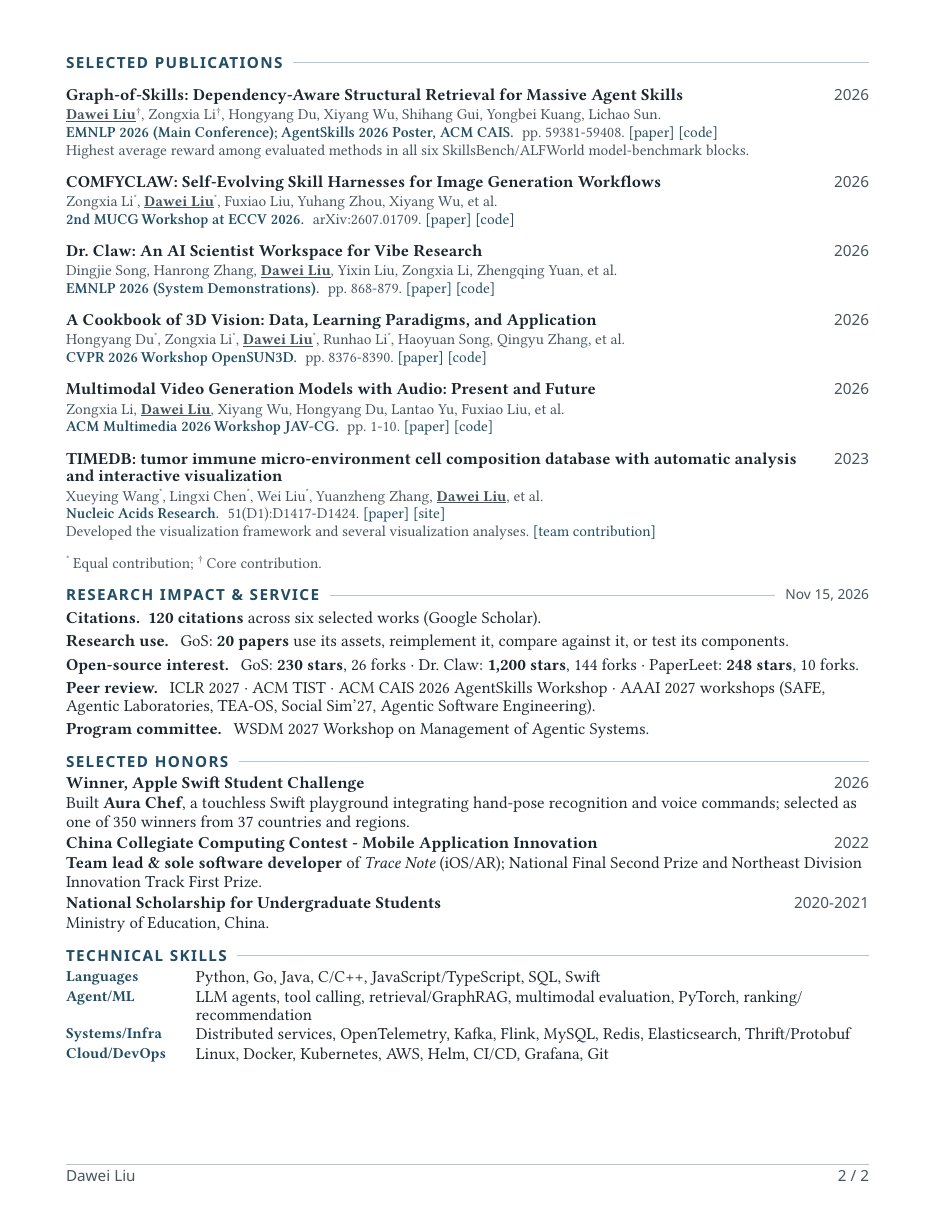 SELECTED PUBLICATIONS
Graph-of-Skills: Dependency-Aware Structural Retrieval for Massive Agent Skills 2026
Dawei Liu†, Zongxia Li†, Hongyang Du, Xiyang Wu, Shihang Gui, Yongbei Kuang, Lichao Sun.
EMNLP 2026 (Main Conference); AgentSkills 2026 Poster, ACM CAIS. pp. 59381-59408. [paper] [code]
Highest average reward among evaluated methods in all six SkillsBench/ALFWorld model-benchmark blocks.
COMFYCLAW: Self-Evolving Skill Harnesses for Image Generation Workflows 2026
Zongxia Li*, Dawei Liu*, Fuxiao Liu, Yuhang Zhou, Xiyang Wu, et al.
2nd MUCG Workshop at ECCV 2026. arXiv:2607.01709. [paper] [code]
Dr. Claw: An AI Scientist Workspace for Vibe Research 2026
Dingjie Song, Hanrong Zhang, Dawei Liu, Yixin Liu, Zongxia Li, Zhengqing Yuan, et al.
EMNLP 2026 (System Demonstrations). pp. 868-879. [paper] [code]
A Cookbook of 3D Vision: Data, Learning Paradigms, and Application 2026
Hongyang Du*, Zongxia Li*, Dawei Liu*, Runhao Li*, Haoyuan Song, Qingyu Zhang, et al.
CVPR 2026 Workshop OpenSUN3D. pp. 8376-8390. [paper] [code]
Multimodal Video Generation Models with Audio: Present and Future 2026
Zongxia Li, Dawei Liu, Xiyang Wu, Hongyang Du, Lantao Yu, Fuxiao Liu, et al.
ACM Multimedia 2026 Workshop JAV-CG. pp. 1-10. [paper] [code]
TIMEDB: tumor immune micro-environment cell composition database with automatic analysis 2023
and interactive visualization
Xueying Wang*, Lingxi Chen*, Wei Liu*, Yuanzheng Zhang, Dawei Liu, et al.
Nucleic Acids Research. 51(D1):D1417-D1424. [paper] [site]
Developed the visualization framework and several visualization analyses. [team contribution]
* Equal contribution; † Core contribution.
RESEARCH IMPACT & SERVICE Nov 15, 2026
Citations. 120 citations across six selected works (Google Scholar).
Research use. GoS: 20 papers use its assets, reimplement it, compare against it, or test its components.
Open-source interest. GoS: 230 stars, 26 forks · Dr. Claw: 1,200 stars, 144 forks · PaperLeet: 248 stars, 10 forks.
Peer review. ICLR 2027 · ACM TIST · ACM CAIS 2026 AgentSkills Workshop · AAAI 2027 workshops (SAFE,
Agentic Laboratories, TEA-OS, Social Sim’27, Agentic Software Engineering).
Program committee. WSDM 2027 Workshop on Management of Agentic Systems.
SELECTED HONORS
Winner, Apple Swift Student Challenge 2026
Built Aura Chef, a touchless Swift playground integrating hand-pose recognition and voice commands; selected as
one of 350 winners from 37 countries and regions.
China Collegiate Computing Contest - Mobile Application Innovation 2022
Team lead & sole software developer of Trace Note (iOS/AR); National Final Second Prize and Northeast Division
Innovation Track First Prize.
National Scholarship for Undergraduate Students 2020-2021
Ministry of Education, China.
TECHNICAL SKILLS
Languages Python, Go, Java, C/C++, JavaScript/TypeScript, SQL, Swift
Agent/ML LLM agents, tool calling, retrieval/GraphRAG, multimodal evaluation, PyTorch, ranking/
recommendation
Systems/Infra Distributed services, OpenTelemetry, Kafka, Flink, MySQL, Redis, Elasticsearch, Thrift/Protobuf
Cloud/DevOps Linux, Docker, Kubernetes, AWS, Helm, CI/CD, Grafana, Git
Dawei Liu 2 / 2